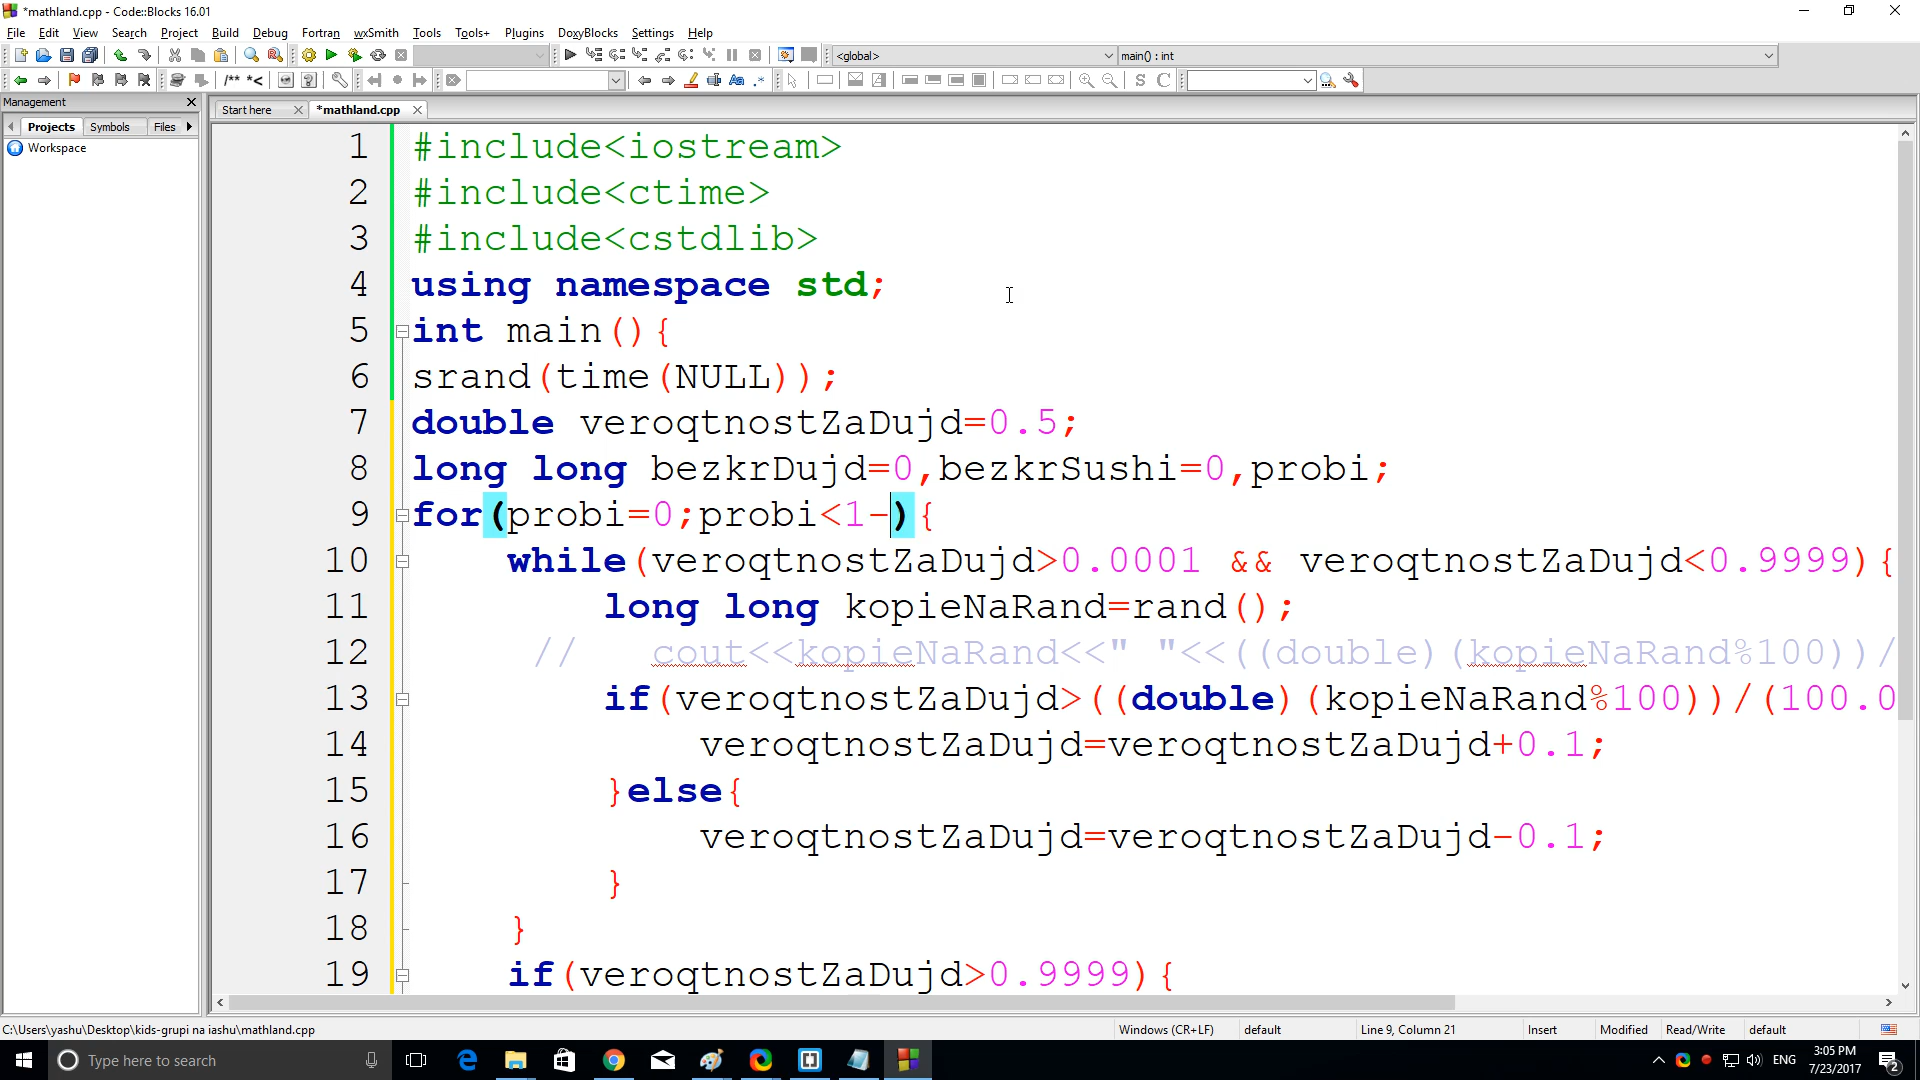 *mathland.cpp - Code::Blocks 16.01
File Edit View Search Project Build Debug Fortran wxSmith Tools Tools+ Plugins DoxyBlocks Settings Help
<global> main() : int
/** *<
Management
Start here *mathland.cpp
Projects Symbols Files
Workspace
1 #include<iostream>
2 #include<ctime>
3 #include<cstdlib>
4 using namespace std;
5 int main(){
6 srand(time(NULL));
7 double veroqtnostZaDujd=0.5;
8 long long bezkrDujd=0,bezkrSushi=0,probi;
9 for(probi=0;probi<1-){
10 while(veroqtnostZaDujd>0.0001 && veroqtnostZaDujd<0.9999){
11 long long kopieNaRand=rand();
12 // cout<<kopieNaRand<<" "<<((double)(kopieNaRand%100))/
13 if(veroqtnostZaDujd>((double)(kopieNaRand%100))/(100.0
14 veroqtnostZaDujd=veroqtnostZaDujd+0.1;
15 }else{
16 veroqtnostZaDujd=veroqtnostZaDujd-0.1;
17 }
18 }
19 if(veroqtnostZaDujd>0.9999){
C:\Users\yashu\Desktop\kids-grupi na iashu\mathland.cpp Windows (CR+LF) default Line 9, Column 21 Insert Modified Read/Write default
Type here to search ENG 3:05 PM
7/23/2017 2